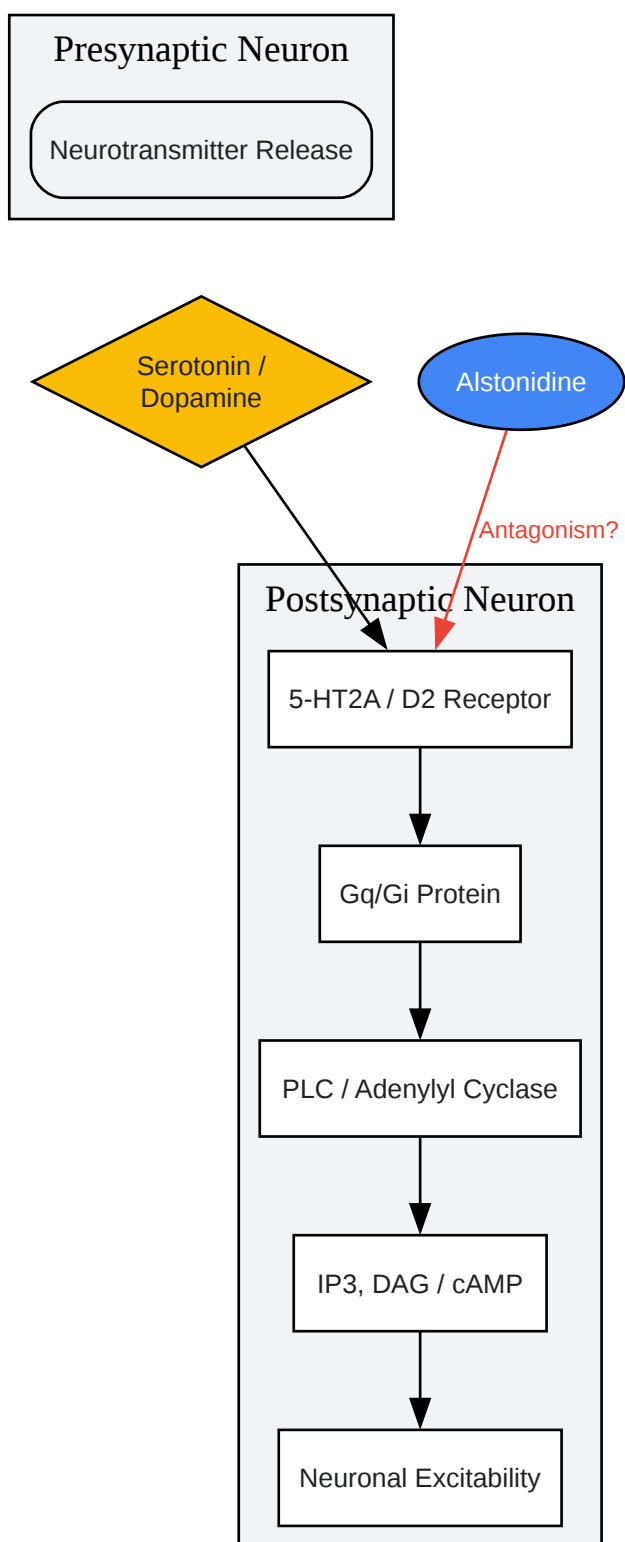 Presynaptic Neuron
Neurotransmitter Release
Serotonin /
Dopamine
Alstonidine
Antagonism?
Postsynaptic Neuron
5-HT2A / D2 Receptor
Gq/Gi Protein
PLC / Adenylyl Cyclase
IP3, DAG / cAMP
Neuronal Excitability